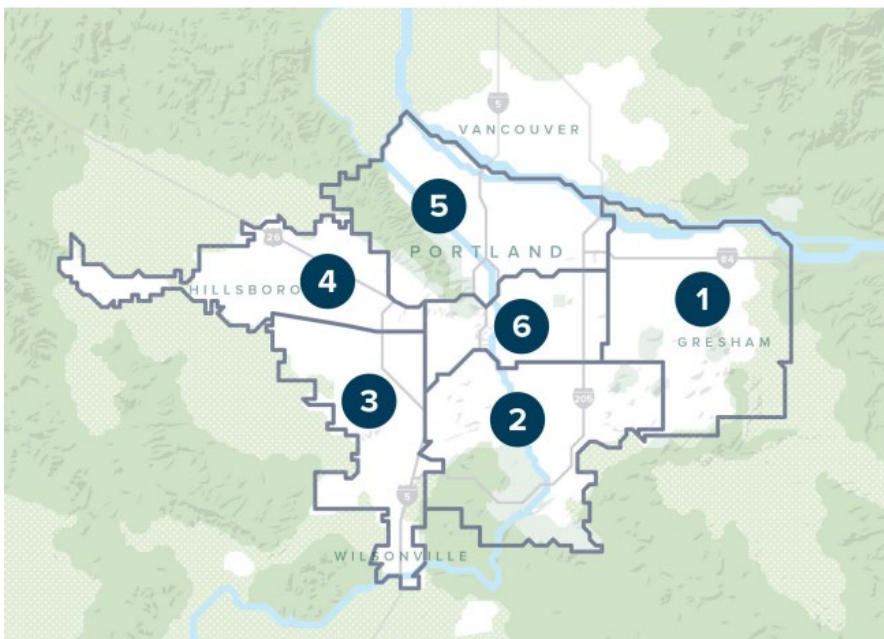 5
VANCOUVER
5
PORTLAND
26
4
HILLSBORO
84
1
6
GRESHAM
3
205
2
5
WILSONVILLE